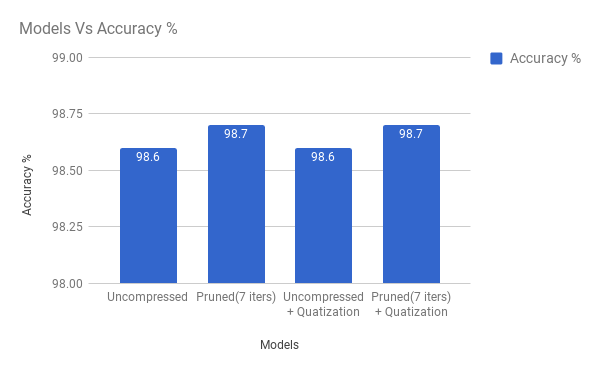 Models Vs Accuracy %
Accuracy %
99.00
98.75
98.50
98.25
98.00
Accuracy %
98.6
98.7
98.6
98.7
Uncompressed
Pruned(7 iters)
Uncompressed
+ Quatization
Pruned(7 iters)
+ Quatization
Models